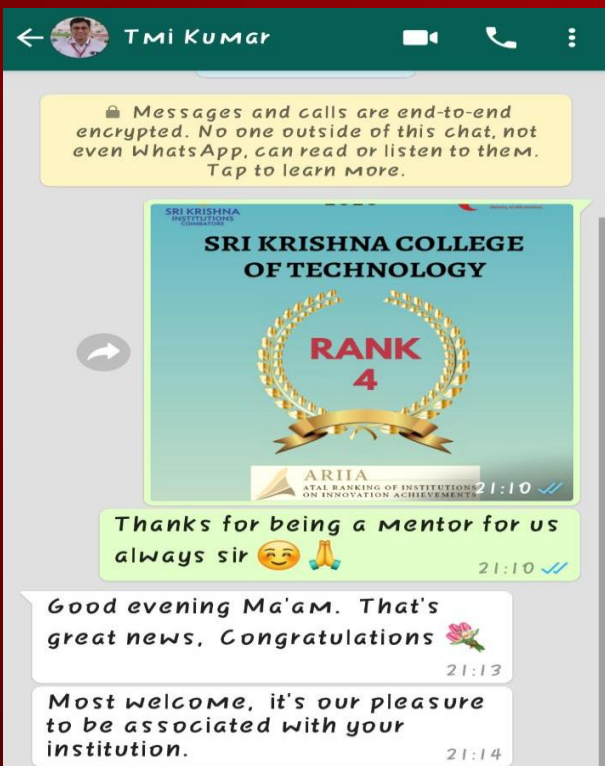 Tmi Kumar
Messages and calls are end-to-end
encrypted. No one outside of this chat, not
even WhatsApp, can read or listen to them.
Tap to learn more.
SRI KRISHNA
INSTITUTIONS
COIMBATORE
SRI KRISHNA COLLEGE
OF TECHNOLOGY
RANK
4
ARIIA
ATAL RANKING OF INSTITUTIONS
ON INNOVATION ACHIEVEMENTS
21:10
Thanks for being a mentor for us
always sir ☺️ 🙏
21:10
Good evening Ma'am. That's
great news, Congratulations 💐
21:13
Most welcome, it's our pleasure
to be associated with your
institution.
21:14